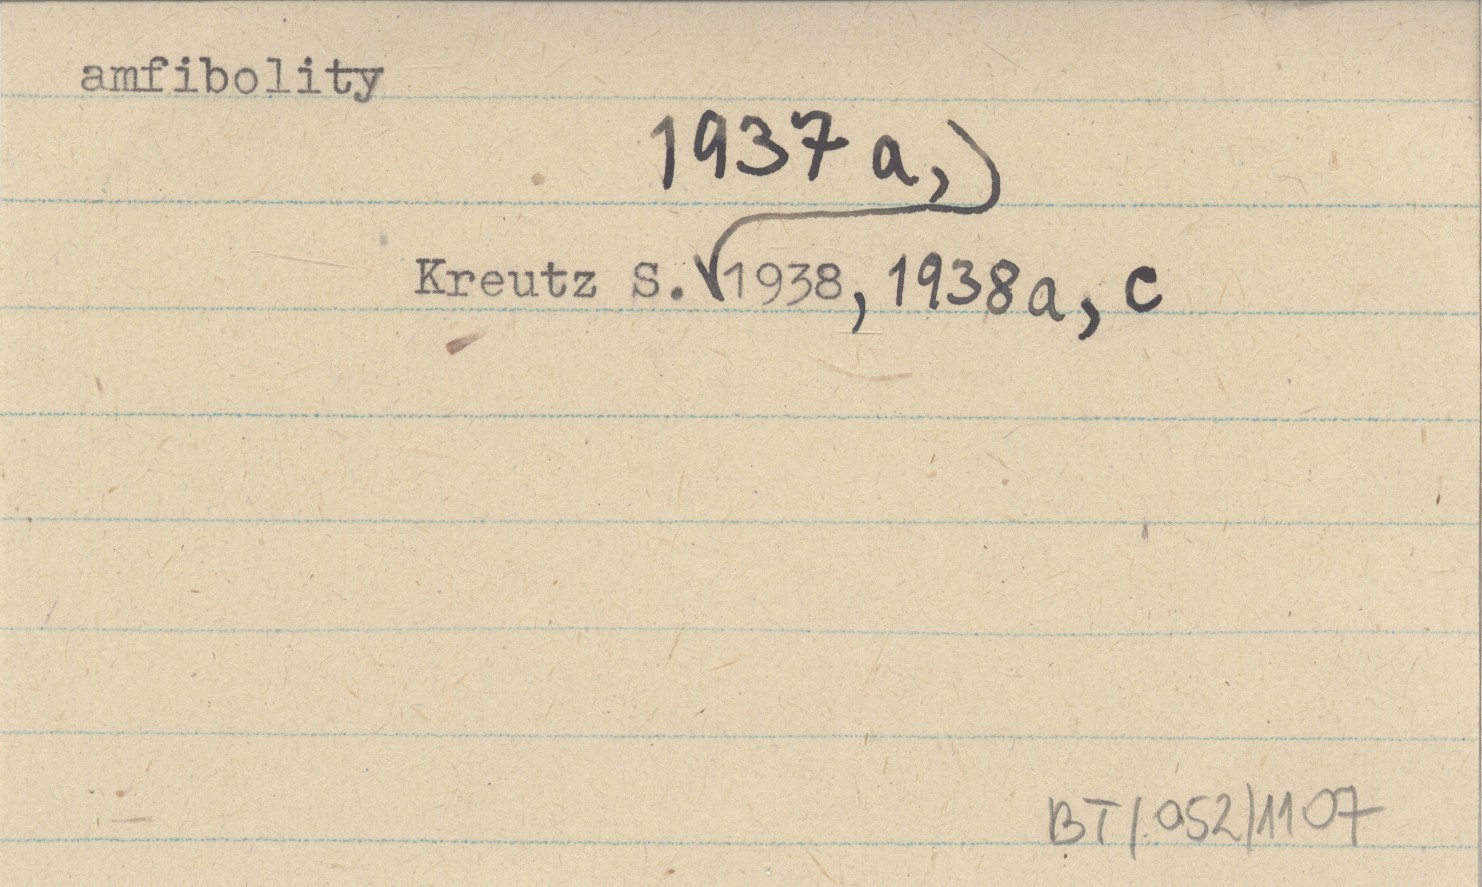 amfibolity
1937 a,
Kreutz S. 1938, 1938a, c
BT/052/1107